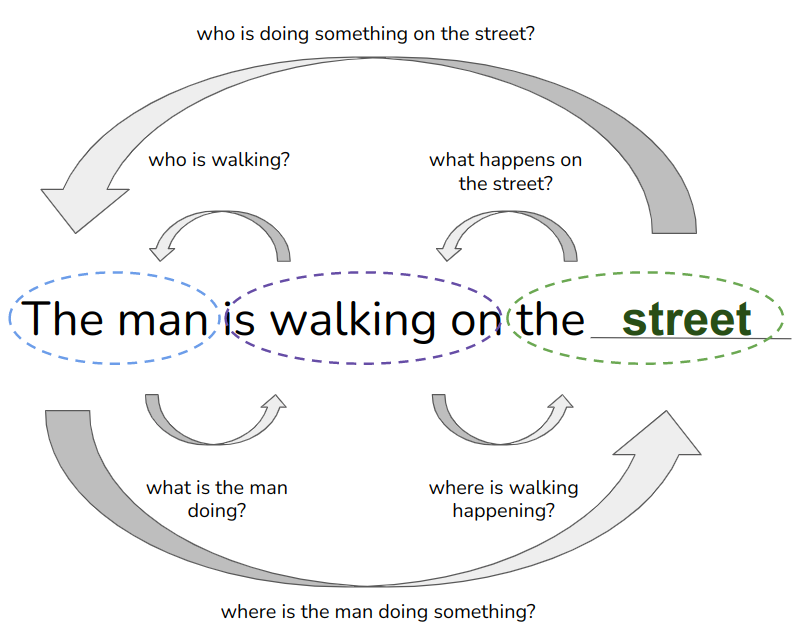 who is doing something on the street?
who is walking?
what happens on
the street?
The man is walking on the street
what is the man
doing?
where is walking
happening?
where is the man doing something?